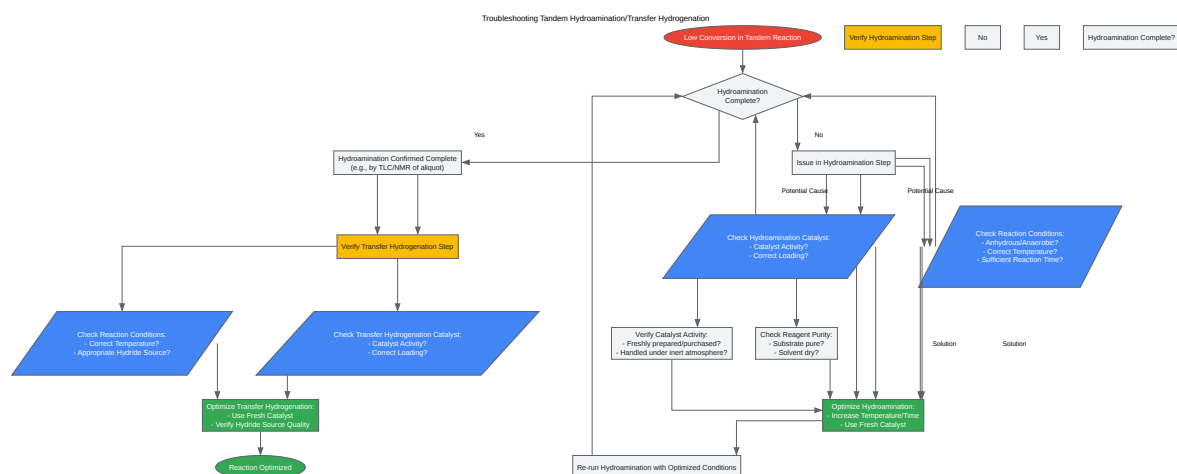 Troubleshooting Tandem Hydroamination/Transfer Hydrogenation
Low Conversion in Tandem Reaction
Verify Hydroamination Step
No
Yes
Hydroamination Complete?
Hydroamination
Complete?
Yes
No
Hydroamination Confirmed Complete
(e.g., by TLC/NMR of aliquot)
Issue in Hydroamination Step
Potential Cause
Potential Cause
Verify Transfer Hydrogenation Step
Check Hydroamination Catalyst:
- Catalyst Activity?
- Correct Loading?
Check Reaction Conditions:
- Anhydrous/Anaerobic?
- Correct Temperature?
- Sufficient Reaction Time?
Check Reaction Conditions:
- Correct Temperature?
- Appropriate Hydride Source?
Check Transfer Hydrogenation Catalyst:
- Catalyst Activity?
- Correct Loading?
Verify Catalyst Activity:
- Freshly prepared/purchased?
- Handled under inert atmosphere?
Check Reagent Purity:
- Substrate pure?
- Solvent dry?
Solution
Solution
Optimize Transfer Hydrogenation:
- Use Fresh Catalyst
- Verify Hydride Source Quality
Optimize Hydroamination:
- Increase Temperature/Time
- Use Fresh Catalyst
Reaction Optimized
Re-run Hydroamination with Optimized Conditions